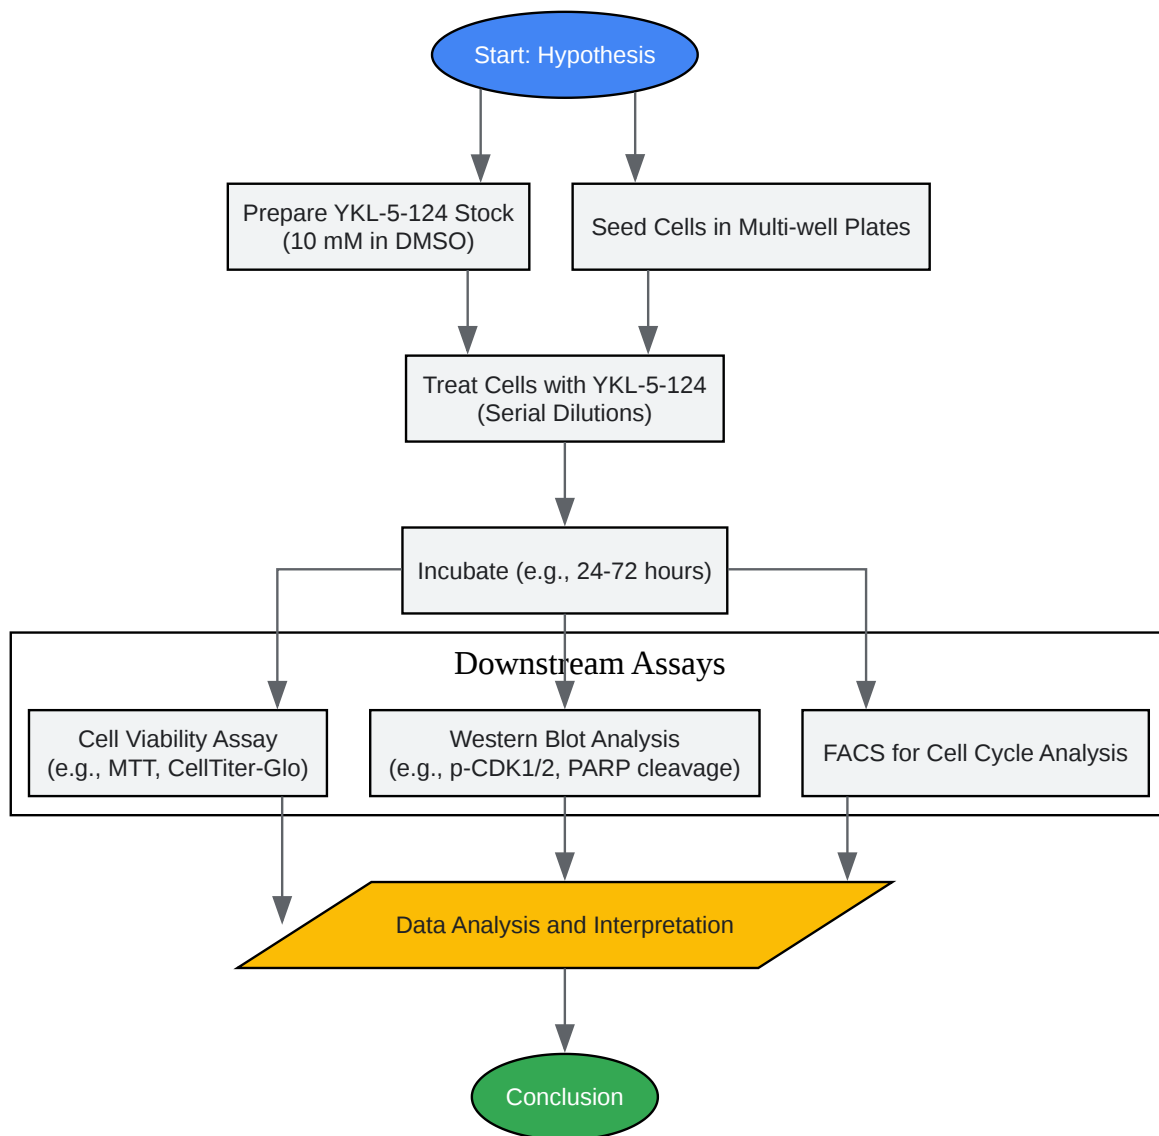 Start: Hypothesis
Prepare YKL-5-124 Stock
(10 mM in DMSO)
Seed Cells in Multi-well Plates
Treat Cells with YKL-5-124
(Serial Dilutions)
Incubate (e.g., 24-72 hours)
Downstream Assays
Cell Viability Assay
(e.g., MTT, CellTiter-Glo)
Western Blot Analysis
(e.g., p-CDK1/2, PARP cleavage)
FACS for Cell Cycle Analysis
Data Analysis and Interpretation
Conclusion